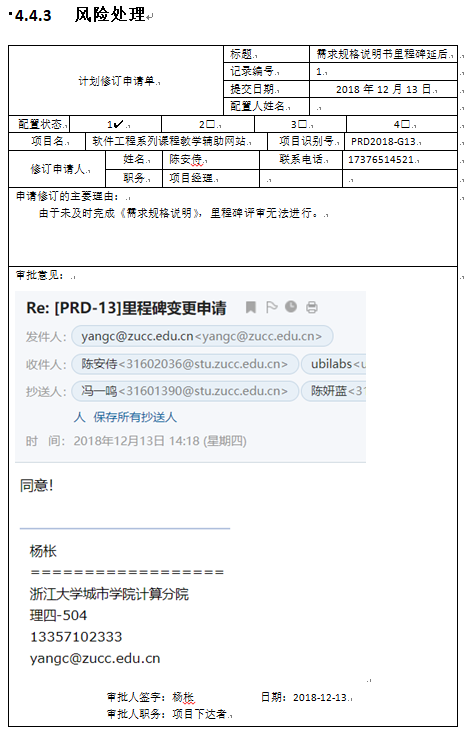 4.4.3 风险处理
计划修订申请单
标题
需求规格说明书里程碑延后
记录编号
1
提交日期
2018 年 12 月 13 日
配置人姓名
配置状态 1✓ 2□ 3□ 4□
项目名 软件工程系列课程教学辅助网站 项目识别号 PRD2018-G13
修订申请人
姓名 陈安侍 联系电话 17376514521
职务 项目经理
申请修订的主要理由：
由于未及时完成《需求规格说明》，里程碑评审无法进行。
审批意见：
Re: [PRD-13]里程碑变更申请
发件人： yangc@zucc.edu.cn<yangc@zucc.edu.cn>
收件人： 陈安侍<31602036@stu.zucc.edu.cn> ubilabs<u
抄送人： 冯一鸣<31601390@stu.zucc.edu.cn> 陈妍蓝<31
人 保存所有抄送人
时 间： 2018年12月13日 14:18 (星期四)
同意！
杨枨
==================
浙江大学城市学院计算分院
理四-504
13357102333
yangc@zucc.edu.cn
审批人签字：杨枨 日期：2018-12-13
审批人职务：项目下达者